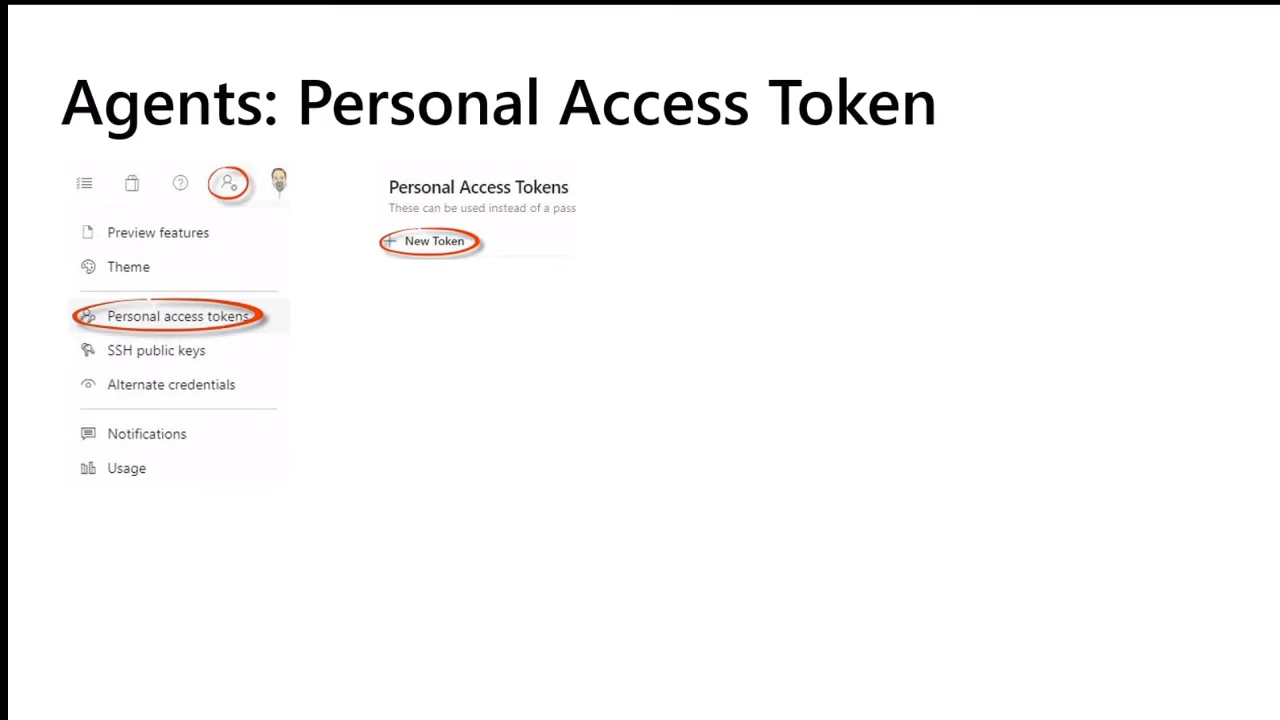 Agents: Personal Access Token
Preview features
Theme
Personal access tokens
SSH public keys
Alternate credentials
Notifications
Usage
Personal Access Tokens
These can be used instead of a pass
+ New Token